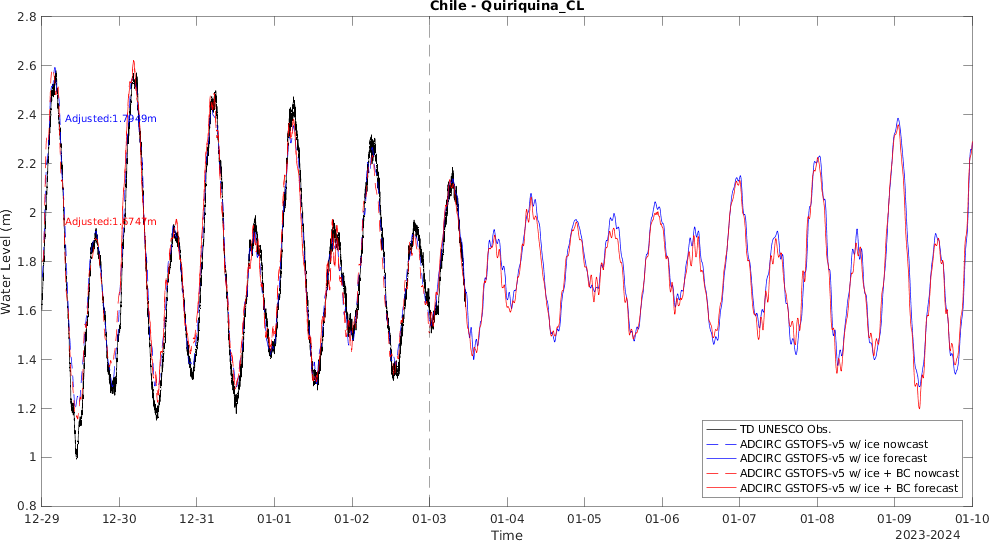 Chile - Quiriquina_CL
2.8
2.6
2.4
2.2
2
1.8
1.6
1.4
1.2
1
0.8
Water Level (m)
Adjusted:1.7949m
Adjusted:1.6747m
TD UNESCO Obs.
ADCIRC GSTOFS-v5 w/ ice nowcast
ADCIRC GSTOFS-v5 w/ ice forecast
ADCIRC GSTOFS-v5 w/ ice + BC nowcast
ADCIRC GSTOFS-v5 w/ ice + BC forecast
12-29 12-30 12-31 01-01 01-02 01-03 01-04 01-05 01-06 01-07 01-08 01-09 01-10
Time
2023-2024